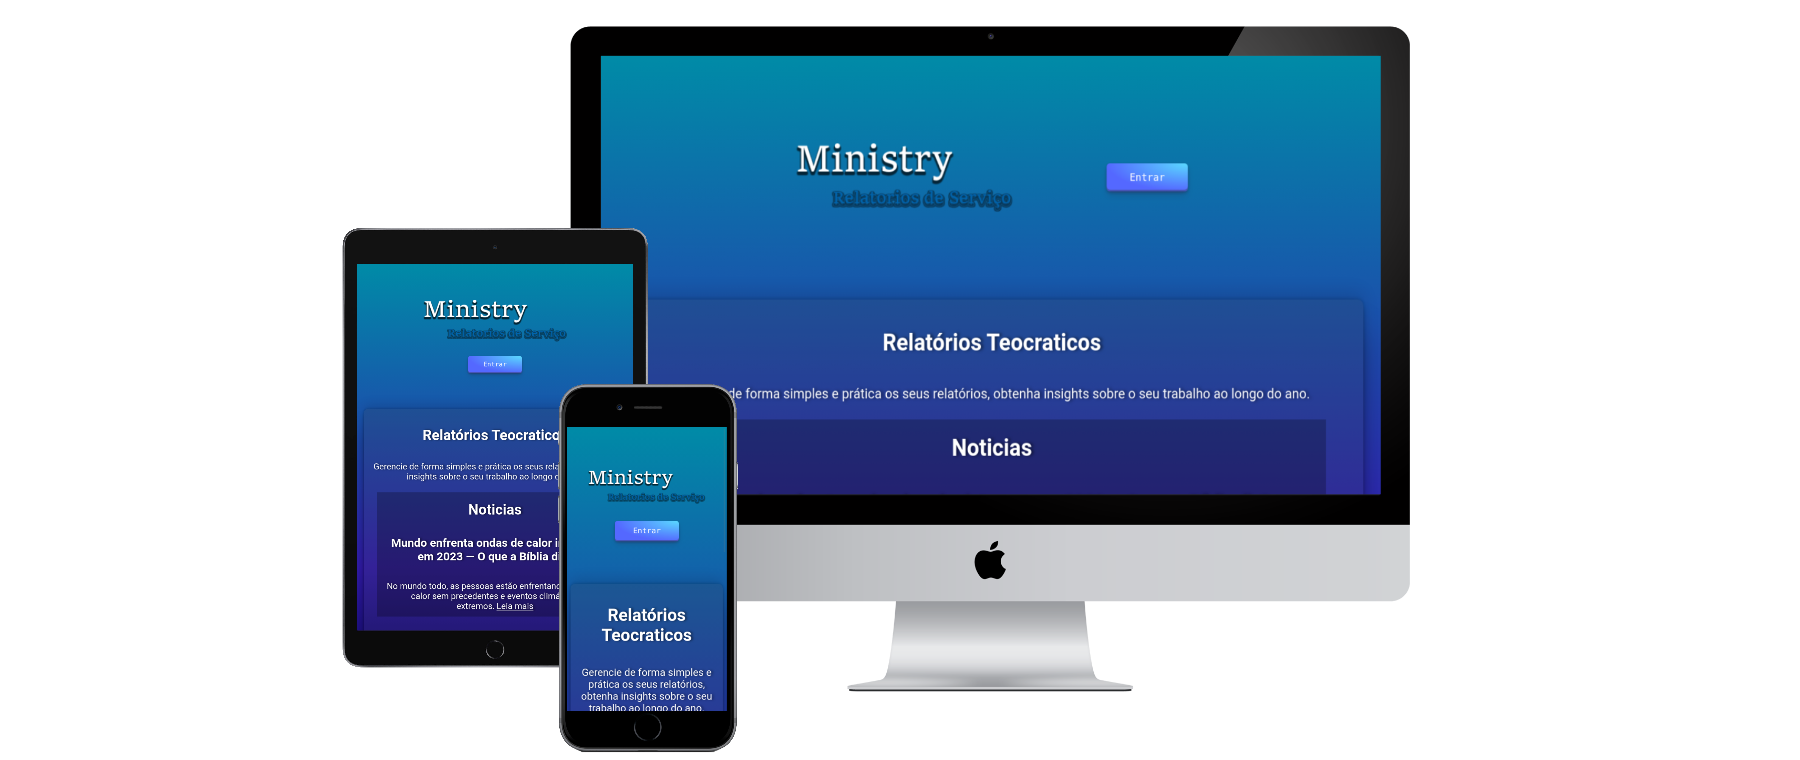 Ministry
Relatorios de Serviço
Entrar
Relatórios Teocraticos
de forma simples e prática os seus relatórios, obtenha insights sobre o seu trabalho ao longo do ano.
Noticias
Ministry
Relatorios de Serviço
Entrar
Relatórios Teocratico
Gerencie de forma simples e prática os seus rela
insights sobre o seu trabalho ao longo
Noticias
Mundo enfrenta ondas de calor
em 2023 — O que a Bíblia
No mundo todo, as pessoas estão enfrentan
calor sem precedentes e eventos climá
extremos. Leia mais
Ministry
Relatorios de Serviço
Entrar
Relatórios
Teocraticos
Gerencie de forma simples e
prática os seus relatórios,
obtenha insights sobre o seu
trabalho ao longo do ano.